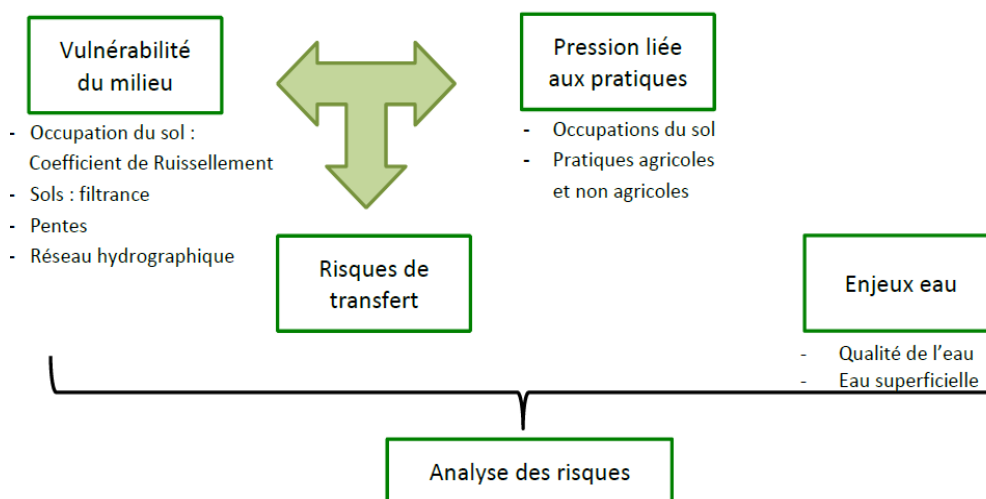 Vulnérabilité
du milieu
- Occupation du sol :
Coefficient de Ruissellement
- Sols : filtrance
- Pentes
- Réseau hydrographique
Pression liée
aux pratiques
- Occupations du sol
- Pratiques agricoles
et non agricoles
Risques de
transfert
Enjeux eau
- Qualité de l’eau
- Eau superficielle
Analyse des risques